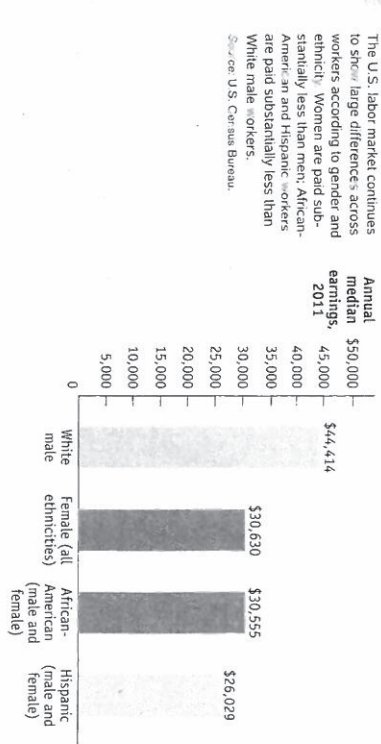 The U.S. labor market continues
to show large differences across
workers according to gender and
ethnicity. Women are paid sub-
stantially less than men; African-
American and Hispanic workers
are paid substantially less than
White male workers.
Source: U.S. Census Bureau.
Annual
median
earnings,
2011
$50,000
45,000
40,000
35,000
30,000
25,000
20,000
15,000
10,000
5,000
0
$44,414
$30,630
$30,555
$26,029
White
male
Female (all
ethnicities)
African-
American
(male and
female)
Hispanic
(male and
female)